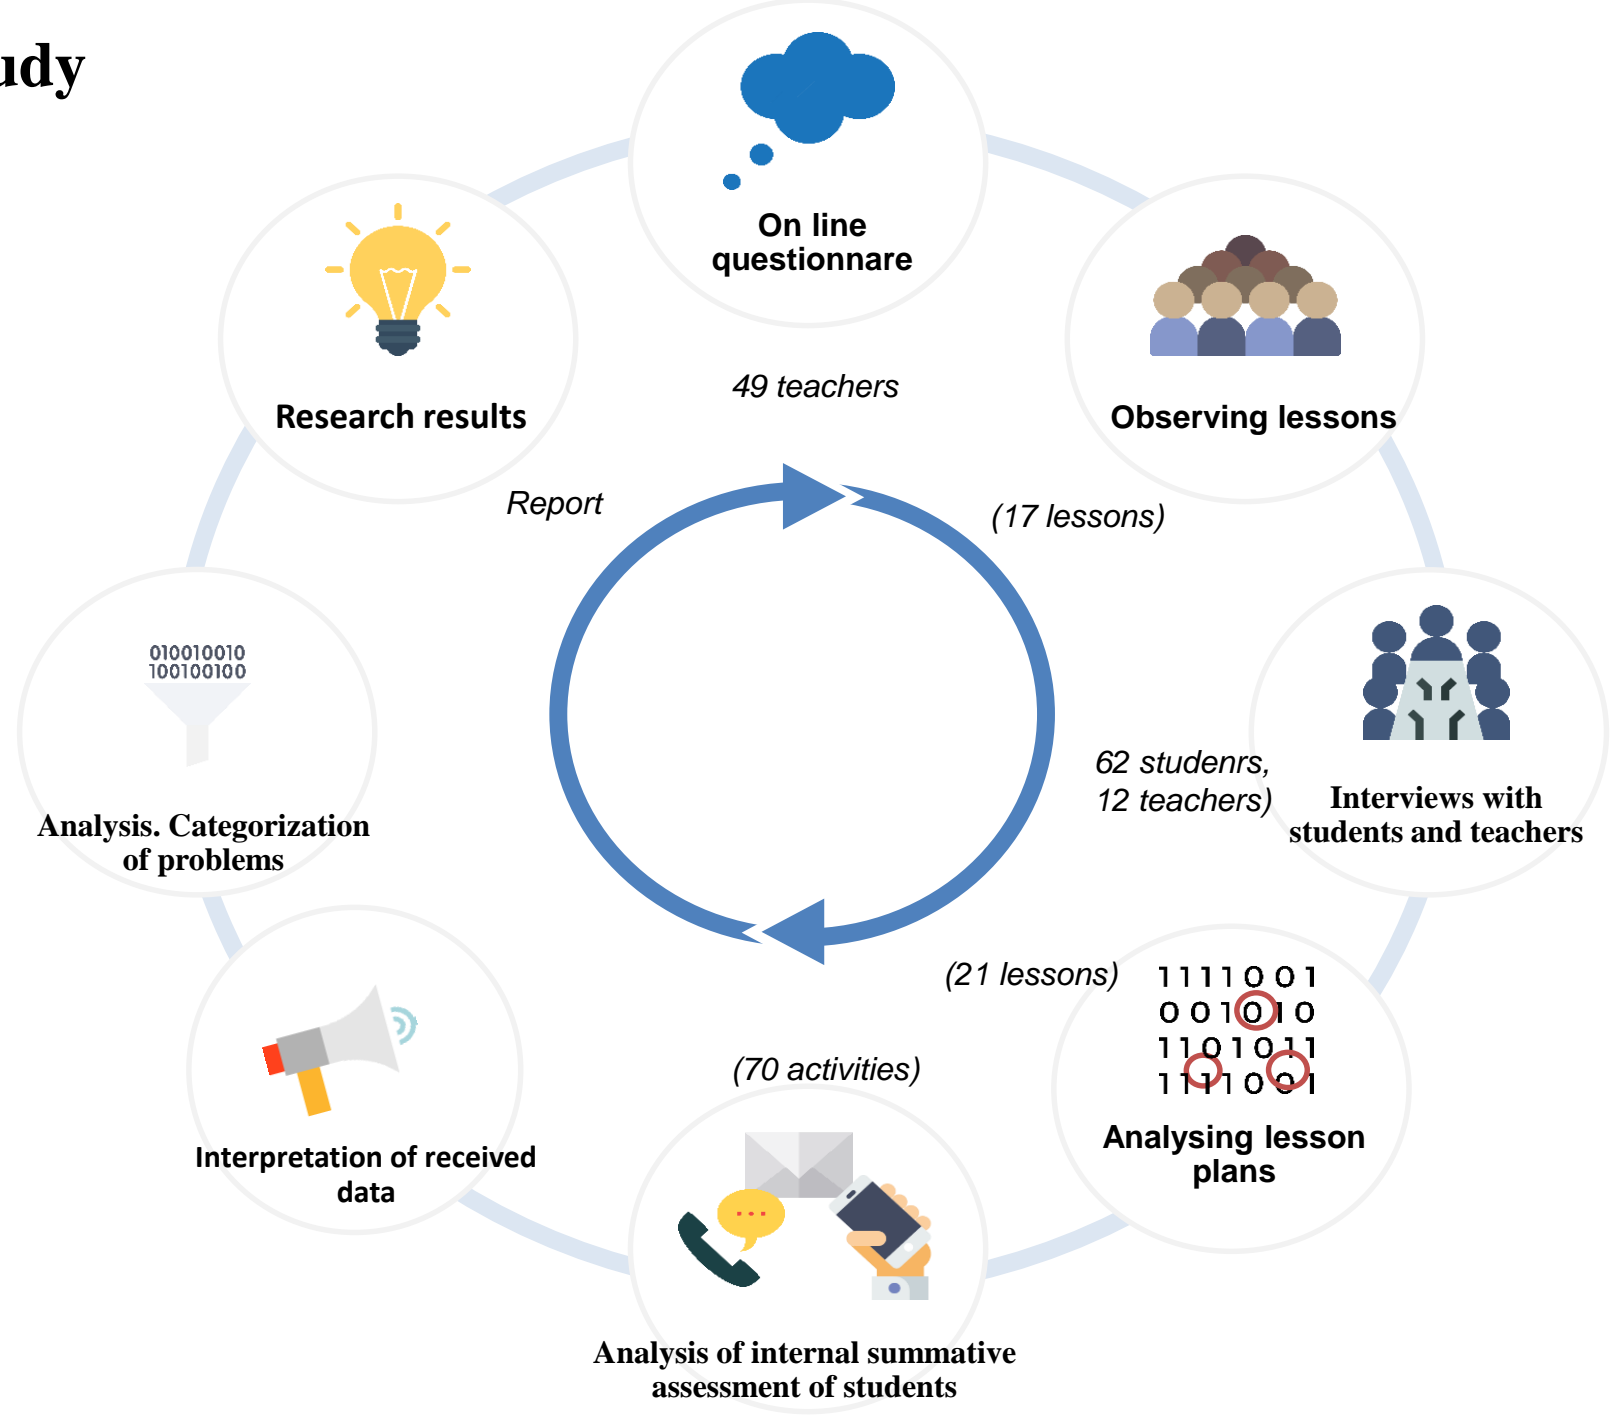 udy
On line
questionnare
49 teachers
Observing lessons
(17 lessons)
Interviews with
students and teachers
62 studenrs,
12 teachers)
1111001
0010110
1101011
1111001
Analysing lesson
plans
(21 lessons)
(70 activities)
Analysis of internal summative
assessment of students
Interpretation of received
data
010010010
100100100
Analysis. Categorization
of problems
Research results
Report